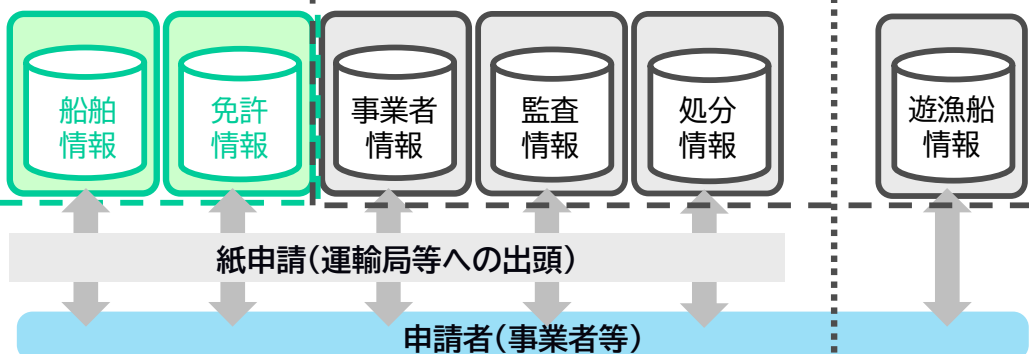 船舶
情報
免許
情報
事業者
情報
監査
情報
処分
情報
遊漁船
情報
紙申請(運輸局等への出頭)
申請者(事業者等)